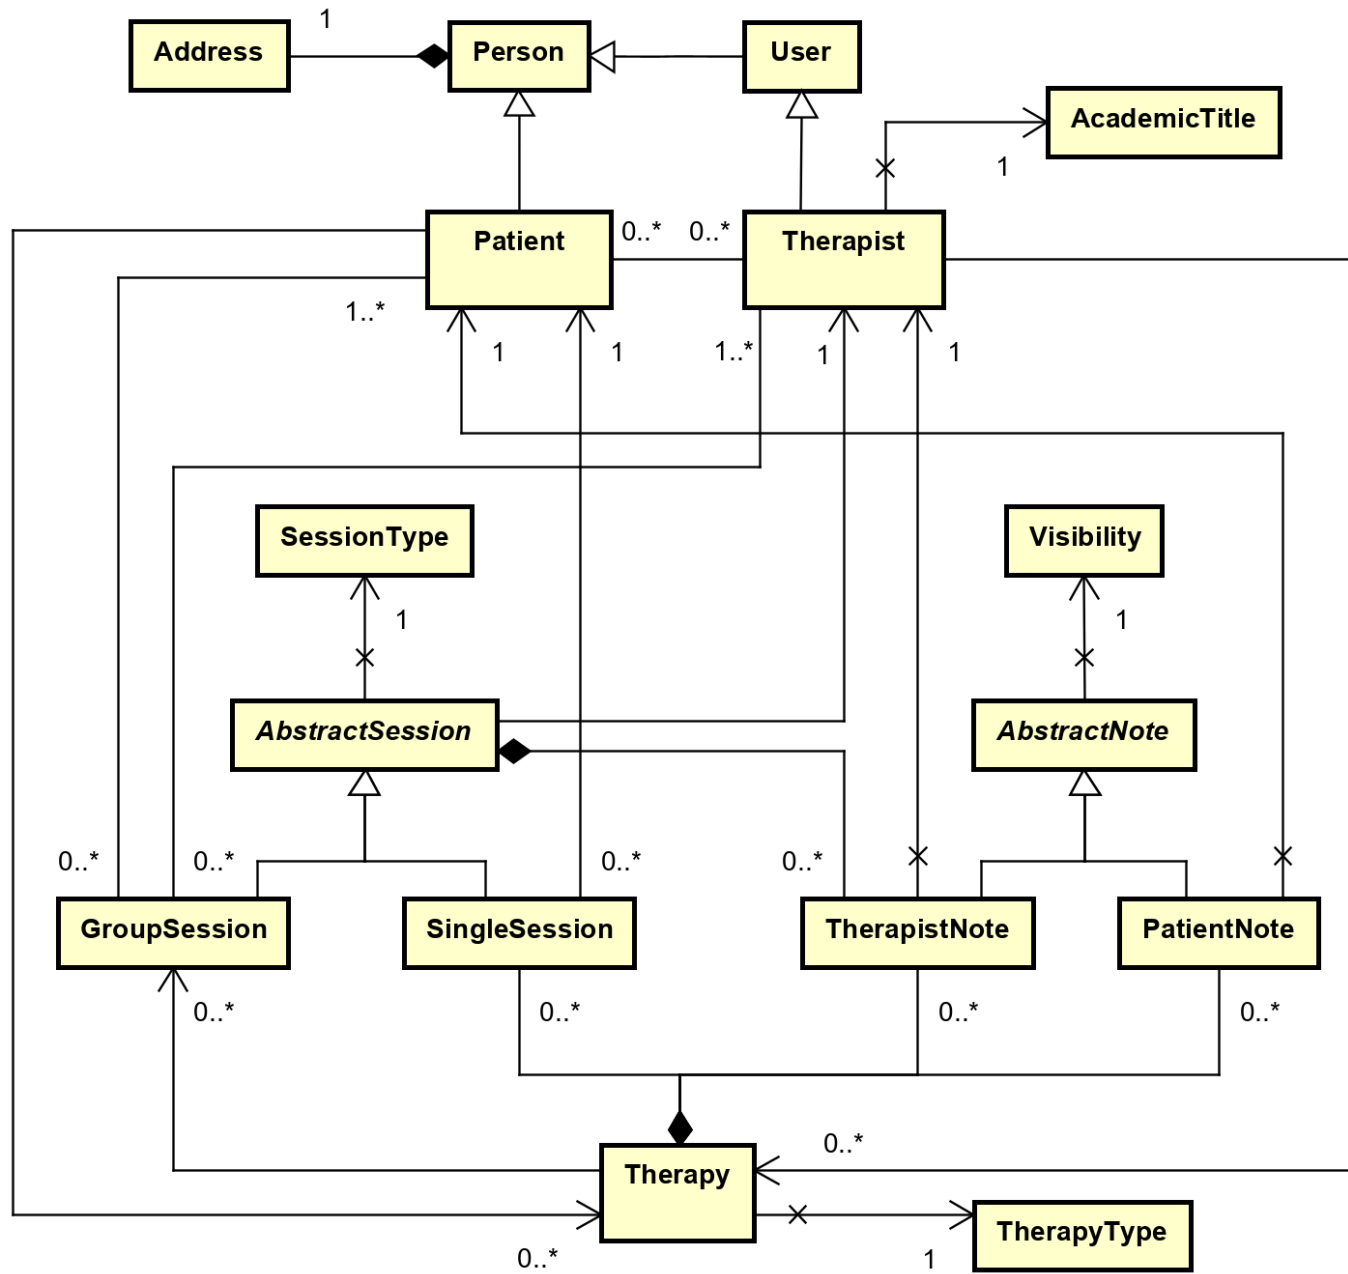 1
Address
Person
User
AcademicTitle
1
Patient
0..*
0..*
Therapist
1..*
1
1
1..*
1
1
SessionType
Visibility
1
1
AbstractSession
AbstractNote
0..*
0..*
0..*
0..*
GroupSession
SingleSession
TherapistNote
PatientNote
0..*
0..*
0..*
0..*
0..*
Therapy
TherapyType
0..*
1